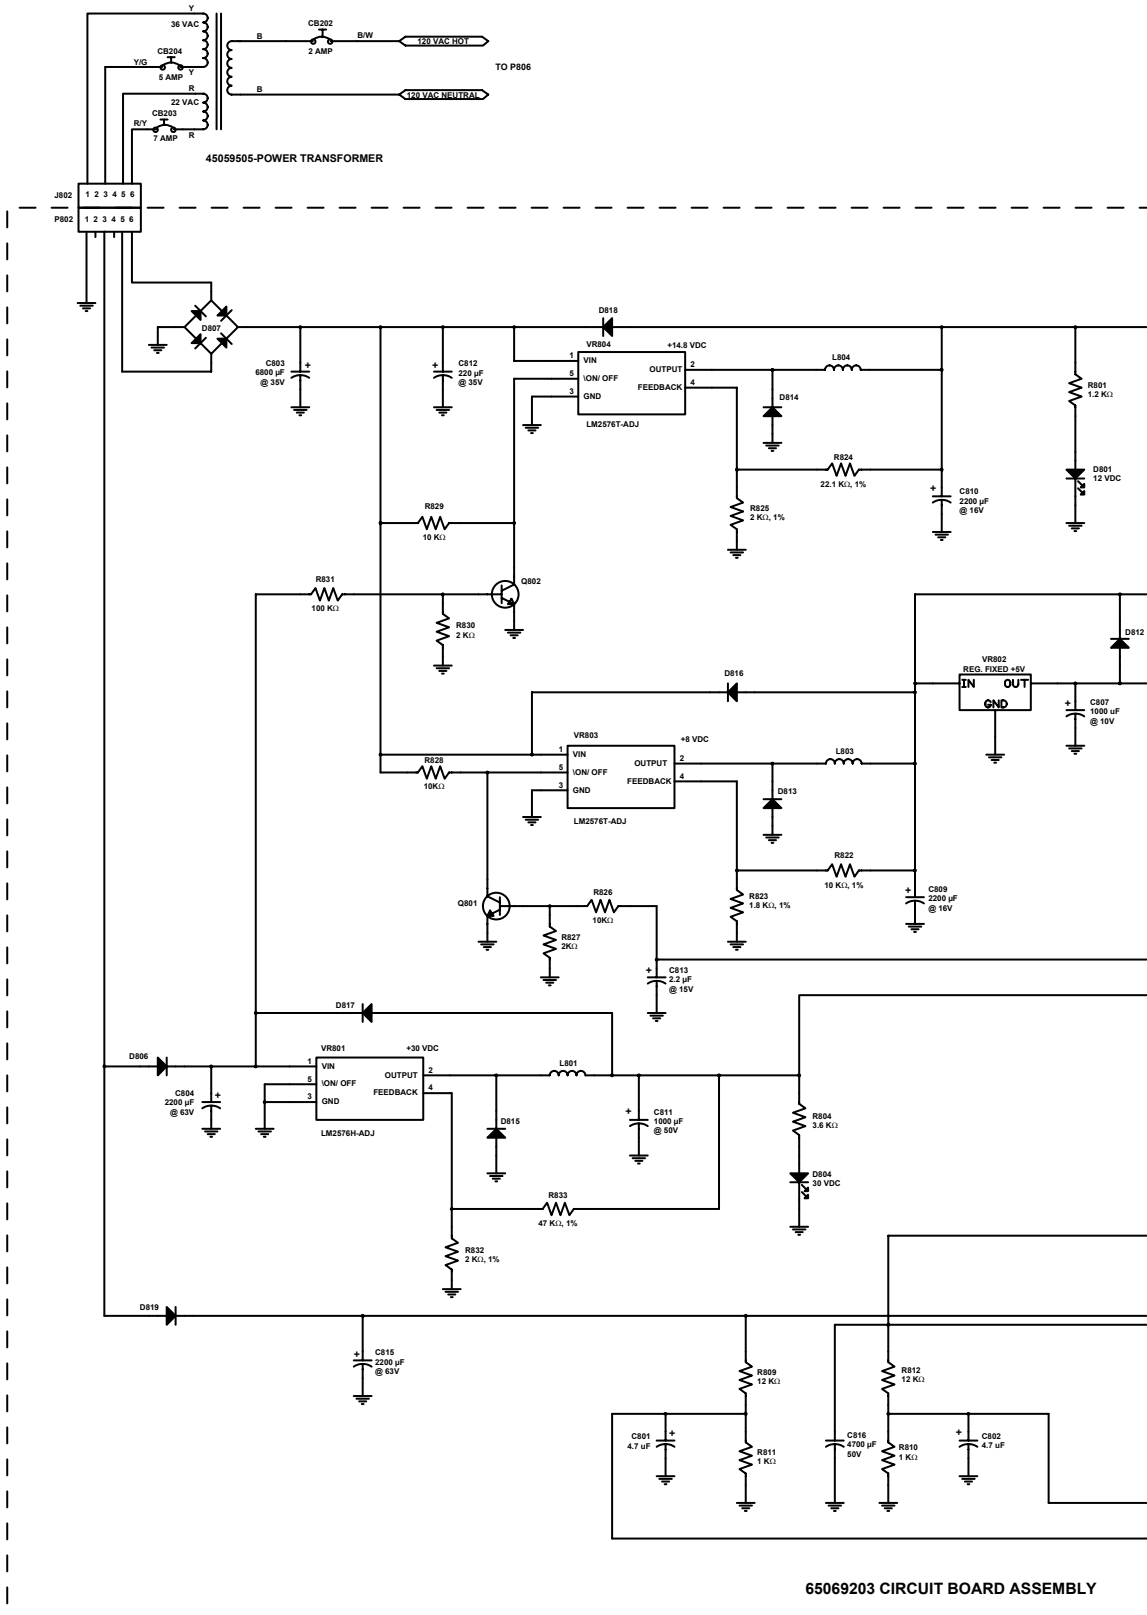 Y
36 VAC
CB204
Y/G
5 AMP
Y
R
22 VAC
CB203
R/Y
7 AMP
R
B
CB202
2 AMP
B/W
120 VAC HOT
TO P806
B
120 VAC NEUTRAL
45059505-POWER TRANSFORMER
J802
1 2 3 4 5 6
P802
1 2 3 4 5 6
D807
C803
6800 µF
@ 35V
+
C812
220 µF
@ 35V
+
D818
VR804
+14.8 VDC
1
VIN
5
\ON/ OFF
3
GND
OUTPUT
2
FEEDBACK
4
LM2576T-ADJ
L804
D814
R824
22.1 KΩ, 1%
R825
2 KΩ, 1%
+
C810
2200 µF
@ 16V
R801
1.2 KΩ
D801
12 VDC
R829
10 KΩ
Q802
R831
100 KΩ
R830
2 KΩ
D812
VR802
REG. FIXED +5V
IN OUT
GND
+
C807
1000 uF
@ 10V
D816
VR803
+8 VDC
1
VIN
5
\ON/ OFF
3
GND
OUTPUT
2
FEEDBACK
4
LM2576T-ADJ
R828
10KΩ
L803
D813
R822
10 KΩ, 1%
R823
1.8 KΩ, 1%
+
C809
2200 µF
@ 16V
Q801
R826
10KΩ
R827
2KΩ
+
C813
2.2 µF
@ 15V
D817
D806
VR801
+30 VDC
1
VIN
5
\ON/ OFF
3
GND
OUTPUT
2
FEEDBACK
4
LM2576H-ADJ
C804
2200 µF
@ 63V
+
L801
D815
+
C811
1000 µF
@ 50V
R804
3.6 KΩ
D804
30 VDC
R833
47 KΩ, 1%
R832
2 KΩ, 1%
D819
+
C815
2200 µF
@ 63V
R809
12 KΩ
R812
12 KΩ
C801
4.7 uF
+
R811
1 KΩ
C816
4700 µF
50V
R810
1 KΩ
+
C802
4.7 uF
65069203 CIRCUIT BOARD ASSEMBLY